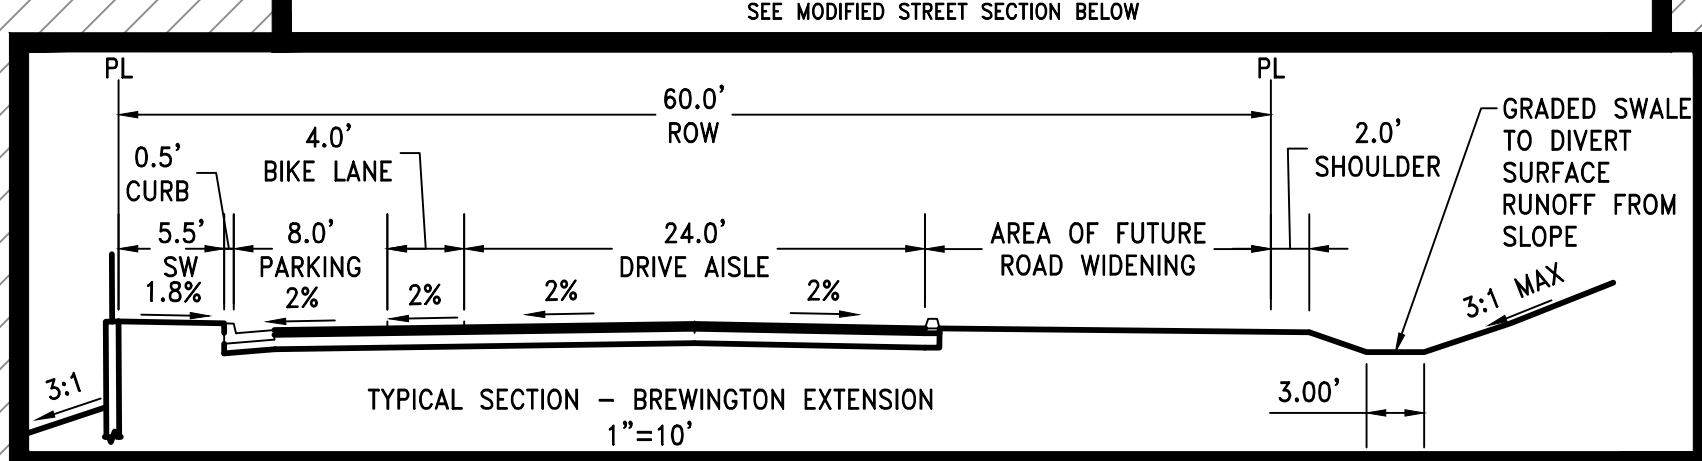 SEE MODIFIED STREET SECTION BELOW
PL
PL
60.0'
ROW
GRADED SWALE
TO DIVERT
SURFACE
RUNOFF FROM
SLOPE
4.0'
BIKE LANE
2.0'
SHOULDER
0.5'
CURB
5.5'
SW
1.8%
8.0'
PARKING
2%
2%
24.0'
DRIVE AISLE
2%
2%
AREA OF FUTURE
ROAD WIDENING
3:1 MAX
3:1
TYPICAL SECTION - BREWINGTON EXTENSION
1"=10'
3.00'